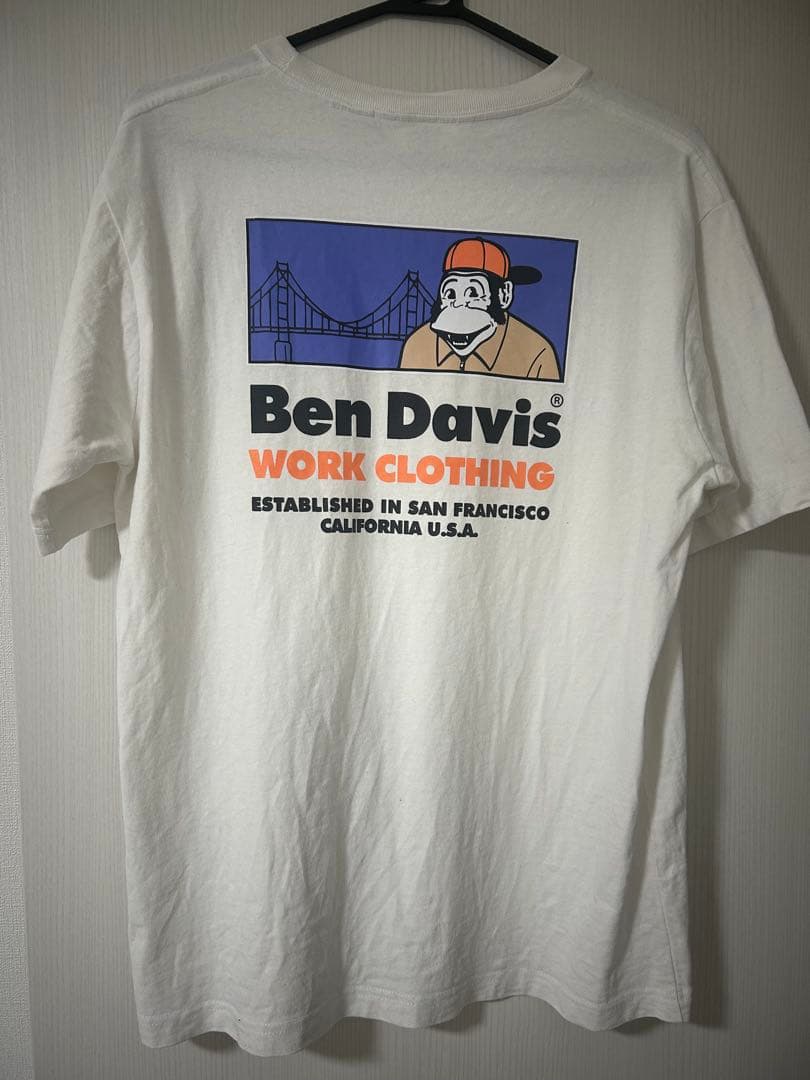 Ben Davis®
WORK CLOTHING
ESTABLISHED IN SAN FRANCISCO
CALIFORNIA U.S.A.